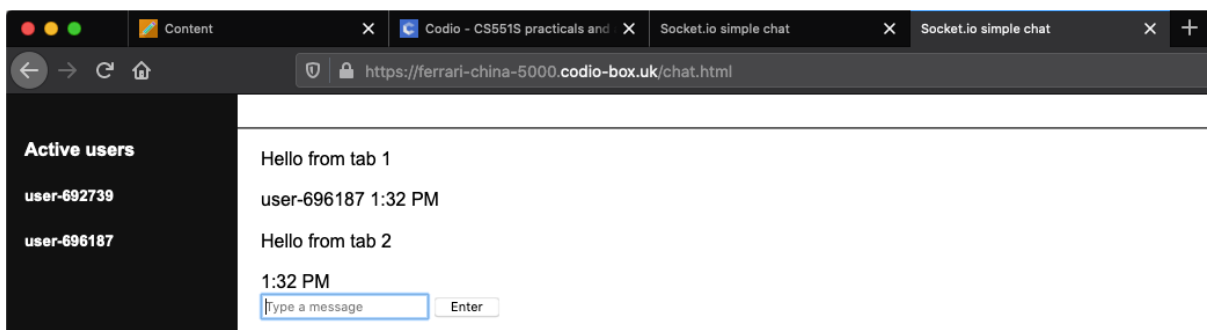 Content
Codio - CS551S practicals and
Socket.io simple chat
Socket.io simple chat
https://ferrari-china-5000.codio-box.uk/chat.html
Active users
user-692739
user-696187
Hello from tab 1
user-696187 1:32 PM
Hello from tab 2
1:32 PM
Type a message
Enter